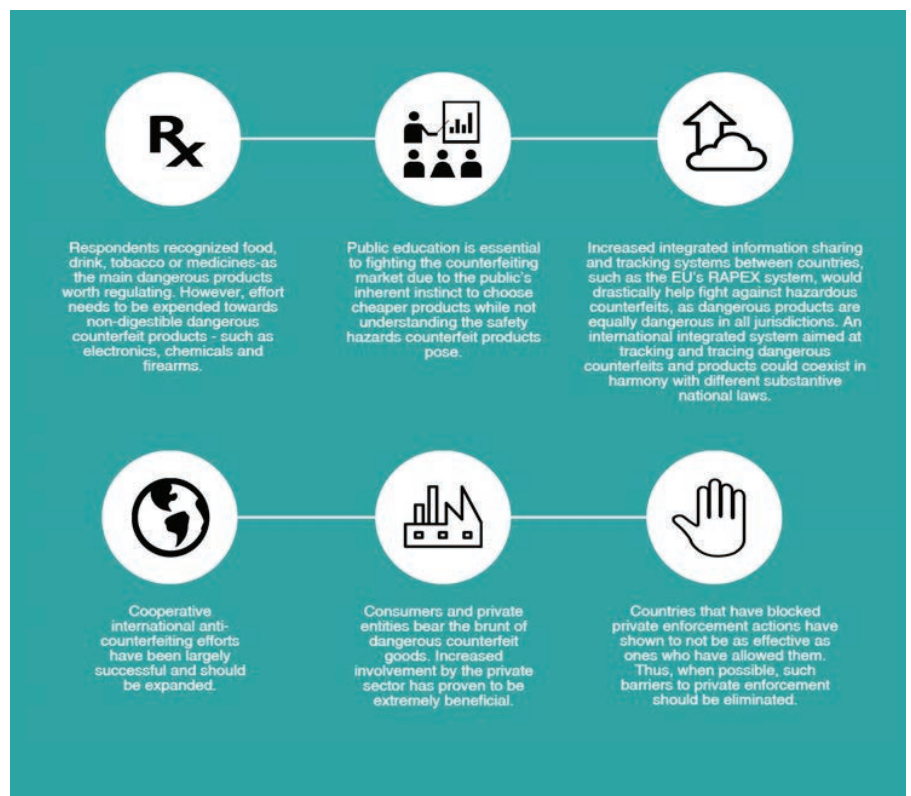 Rx
Respondents recognized food,
drink, tobacco or medicines-as
the main dangerous products
worth regulating. However, effort
needs to be expended towards
non-digestible dangerous
counterfeit products - such as
electronics, chemicals and
firearms.
Public education is essential
to fighting the counterfeiting
market due to the public's
inherent instinct to choose
cheaper products while not
understanding the safety
hazards counterfeit products
pose.
Increased integrated information sharing
and tracking systems between countries,
such as the EU's RAPEX system, would
drastically help fight against hazardous
counterfeits, as dangerous products are
equally dangerous in all jurisdictions. An
international integrated system aimed at
tracking and tracing dangerous
counterfeits and products could coexist in
harmony with different substantive
national laws.
Cooperative
international anti-
counterfeiting efforts
have been largely
successful and should
be expanded.
Consumers and private
entities bear the brunt of
dangerous counterfeit
goods. Increased
involvement by the private
sector has proven to be
extremely beneficial.
Countries that have blocked
private enforcement actions have
shown to not be as effective as
ones who have allowed them.
Thus, when possible, such
barriers to private enforcement
should be eliminated.